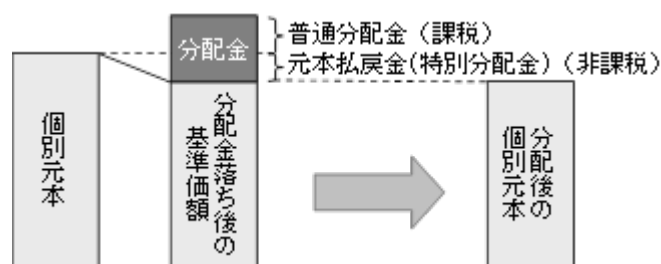 普通分配金（課税）
分配金
元本払戻金(特別分配金)（非課税）
個別元本
分配金落ち後の
基準価額
分配後の
個別元本